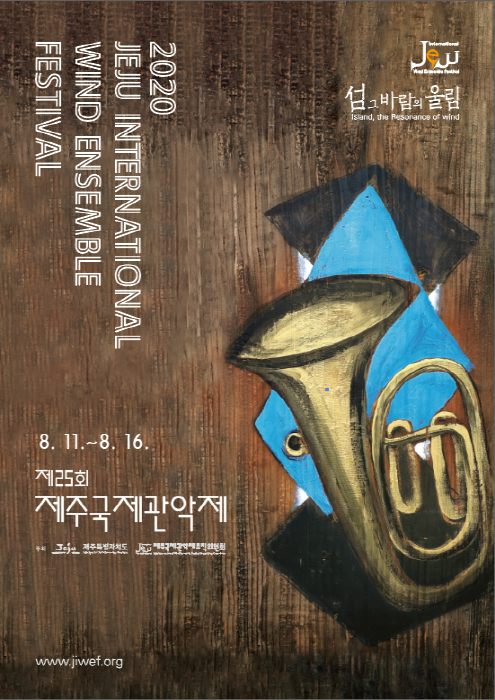 2020
JEJU INTERNATIONAL
WIND ENSEMBLE
FESTIVAL
International
Jeju
Wind Ensemble Festival
섬 그 바람의 울림
Island, the Resonance of wind
8. 11.~8. 16.
제25회
제주국제관악제
주최 제주특별자치도
www.jiwef.org